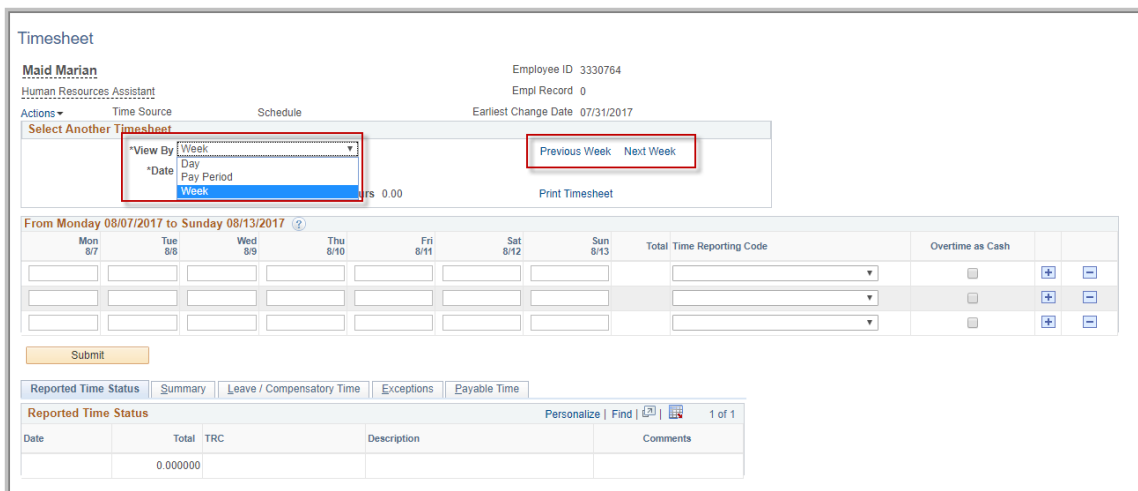 Timesheet
Maid Marian
Employee ID 3330764
Human Resources Assistant
Empl Record 0
Actions
Time Source
Schedule
Earliest Change Date 07/31/2017
Select Another Timesheet
*View By Week
Previous Week Next Week
Day
*Date
Pay Period
Week
0.00
Print Timesheet
From Monday 08/07/2017 to Sunday 08/13/2017 ?
Mon 8/7
Tue 8/8
Wed 8/9
Thu 8/10
Fri 8/11
Sat 8/12
Sun 8/13
Total
Time Reporting Code
Overtime as Cash
Submit
Reported Time Status
Summary
Leave / Compensatory Time
Exceptions
Payable Time
Reported Time Status
Personalize | Find | | 1 of 1
Date
Total
TRC
Description
Comments
0.000000